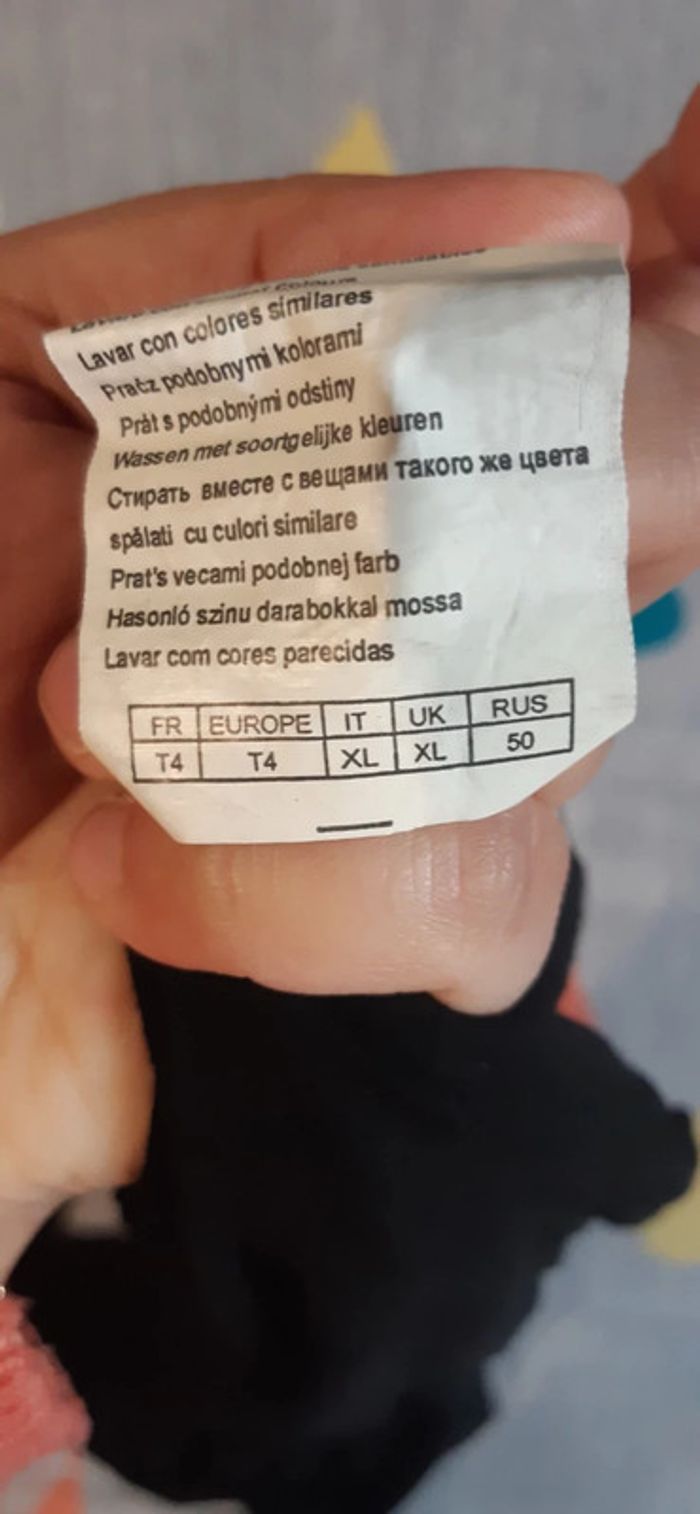 Lavar con colores similares
Pratz podobnymi kolorami
Pràt s podobnými odstiny
Wassen met soortgelijke kleuren
Стирать вместе с вещами такого же цвета
spălati cu culori similare
Prat's vecami podobnej farb
Hasonló szinu darabokkal mossa
Lavar com cores parecidas
FR EUROPE IT UK RUS
T4 T4 XL XL 50